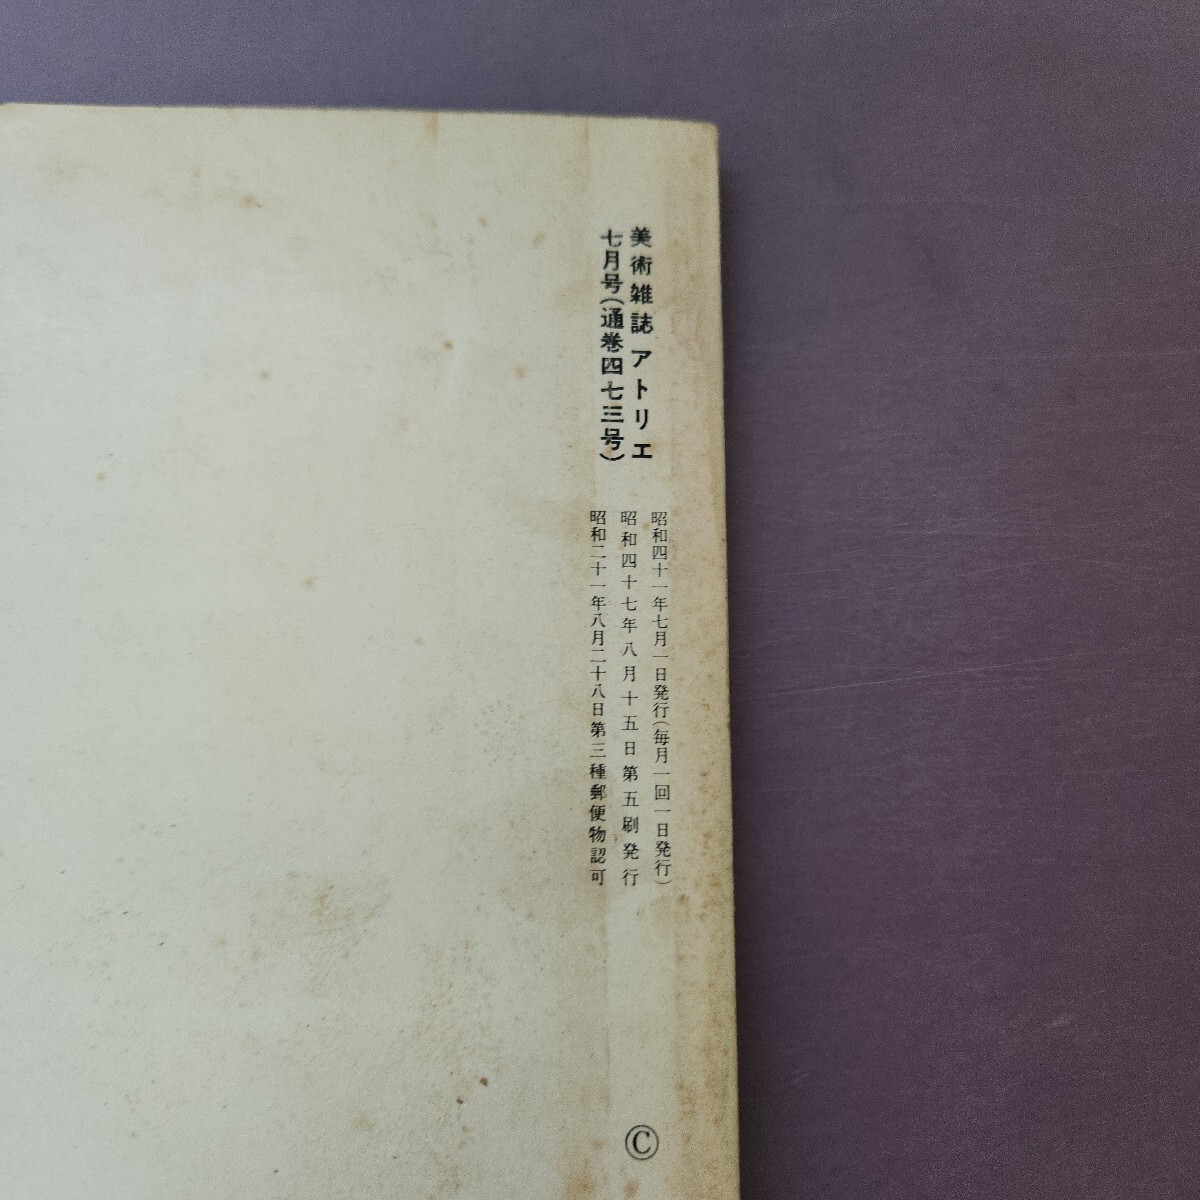 美術雑誌 アトリエ
七月号(通巻四七三号)
昭和四十一年七月一日発行(毎月一回一日発行)
昭和四十七年八月十五日第五刷発行
昭和二十一年八月二十八日第三種郵便物認可
©